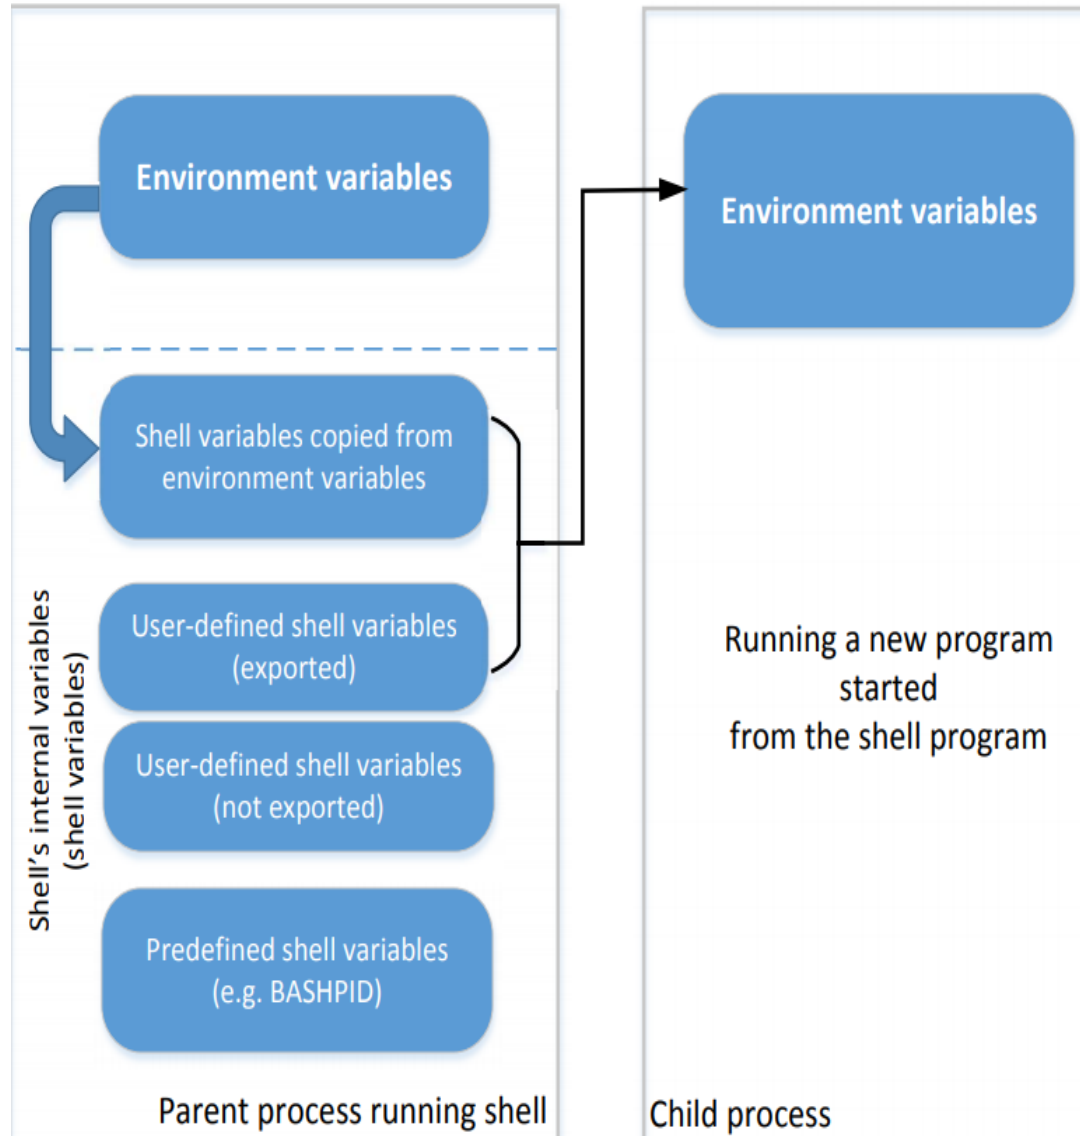 Environment variables
Shell variables copied from
environment variables
User-defined shell variables
(exported)
User-defined shell variables
(not exported)
Predefined shell variables
(e.g. BASHPID)
Shell's internal variables
(shell variables)
Parent process running shell
Environment variables
Running a new program
started
from the shell program
Child process